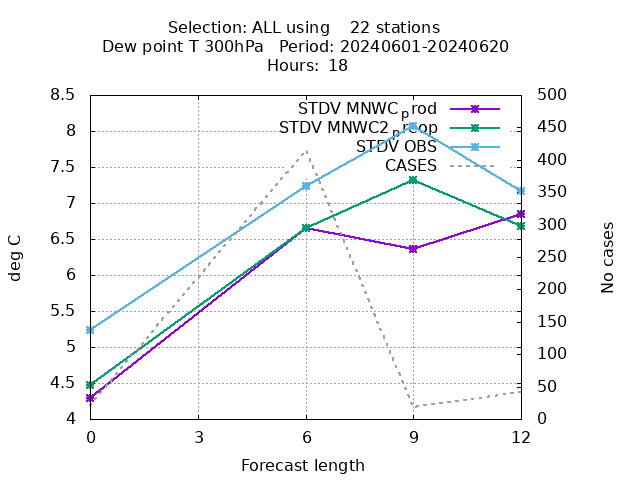 Selection: ALL using    22 stations
Dew point T 300hPa   Period: 20240601-20240620
Hours:  18
STDV MNWC_prod
STDV MNWC2_preop
STDV OBS
CASES
8.5
8
7.5
7
6.5
6
5.5
5
4.5
4
500
450
400
350
300
250
200
150
100
50
0
deg C
No cases
0 3 6 9 12
Forecast length